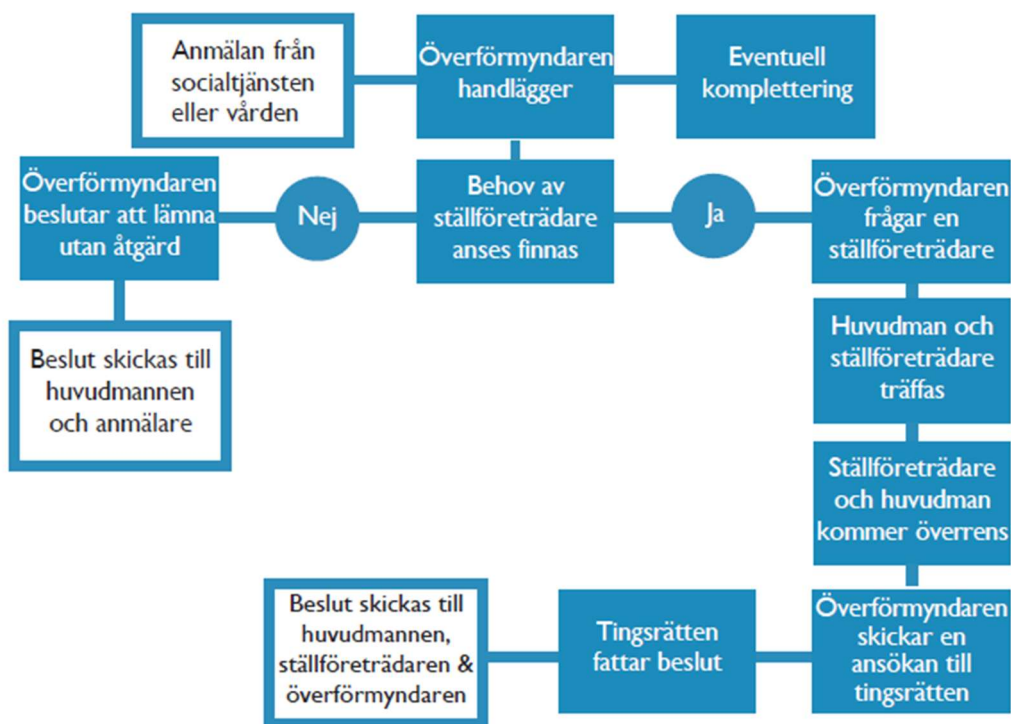 Anmälan från
socialtjänsten
eller vården
Överförmyndaren
handlägger
Eventuell
komplettering
Överförmyndaren
beslutar att lämna
utan åtgärd
Nej
Behov av
ställföreträdare
anses finnas
Ja
Överförmyndaren
frågar en
ställföreträdare
Beslut skickas till
huvudmannen
och anmälare
Huvudman och
ställföreträdare
träffas
Ställföreträdare
och huvudman
kommer överrens
Beslut skickas till
huvudmannen,
ställföreträdaren &
överförmyndaren
Tingsrätten
fattar beslut
Överförmyndaren
skickar en
ansökan till
tingsrätten